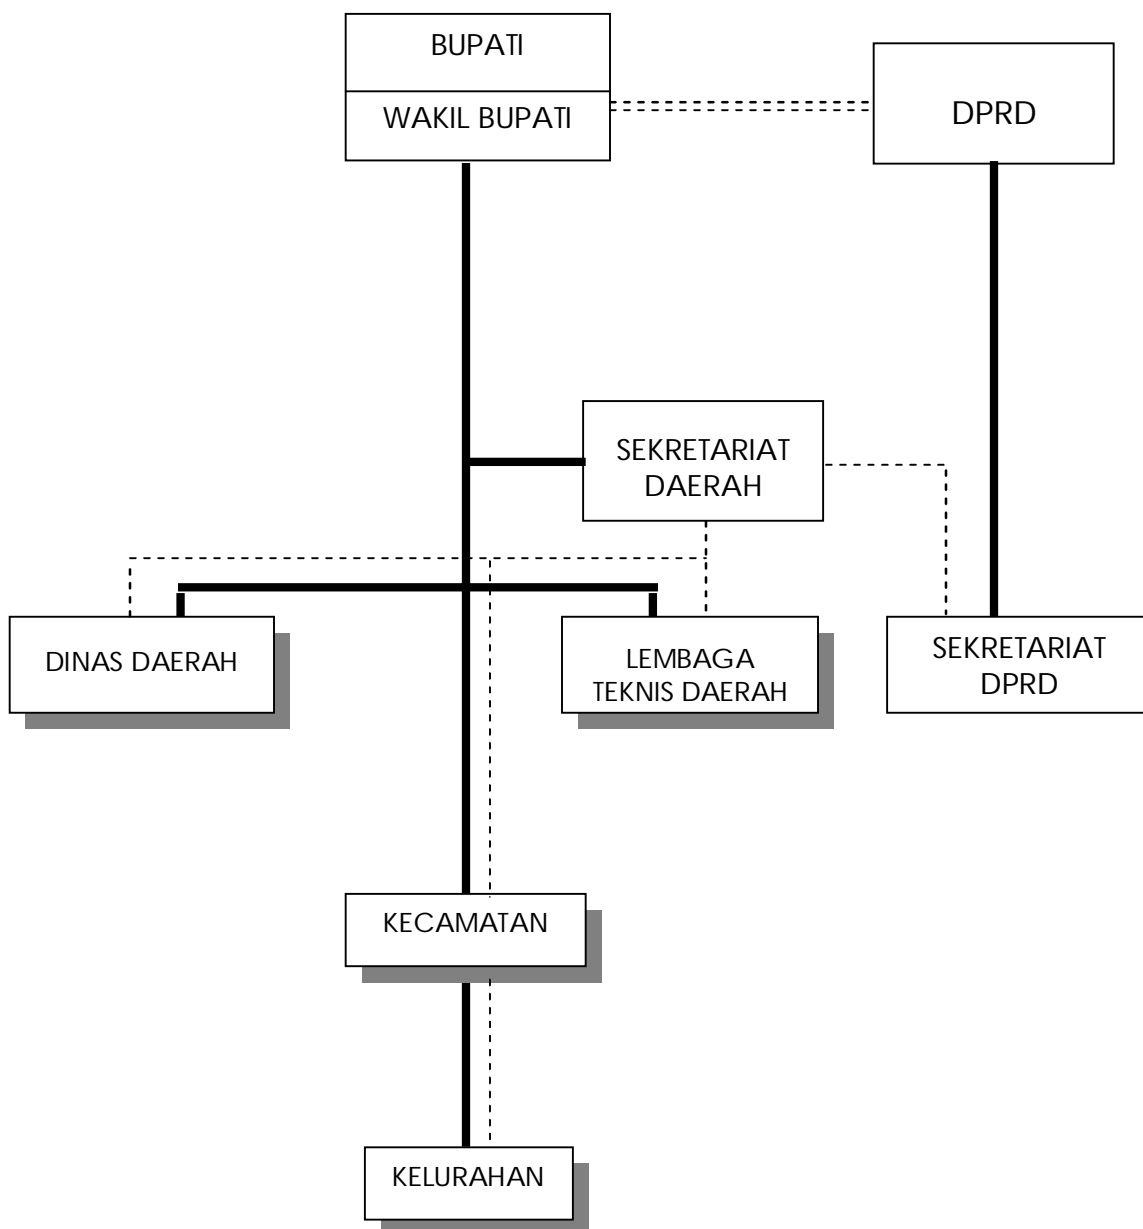 BUPATI
WAKIL BUPATI
DPRD
SEKRETARIAT
DAERAH
DINAS DAERAH
LEMBAGA
TEKNIS DAERAH
SEKRETARIAT
DPRD
KECAMATAN
KELURAHAN